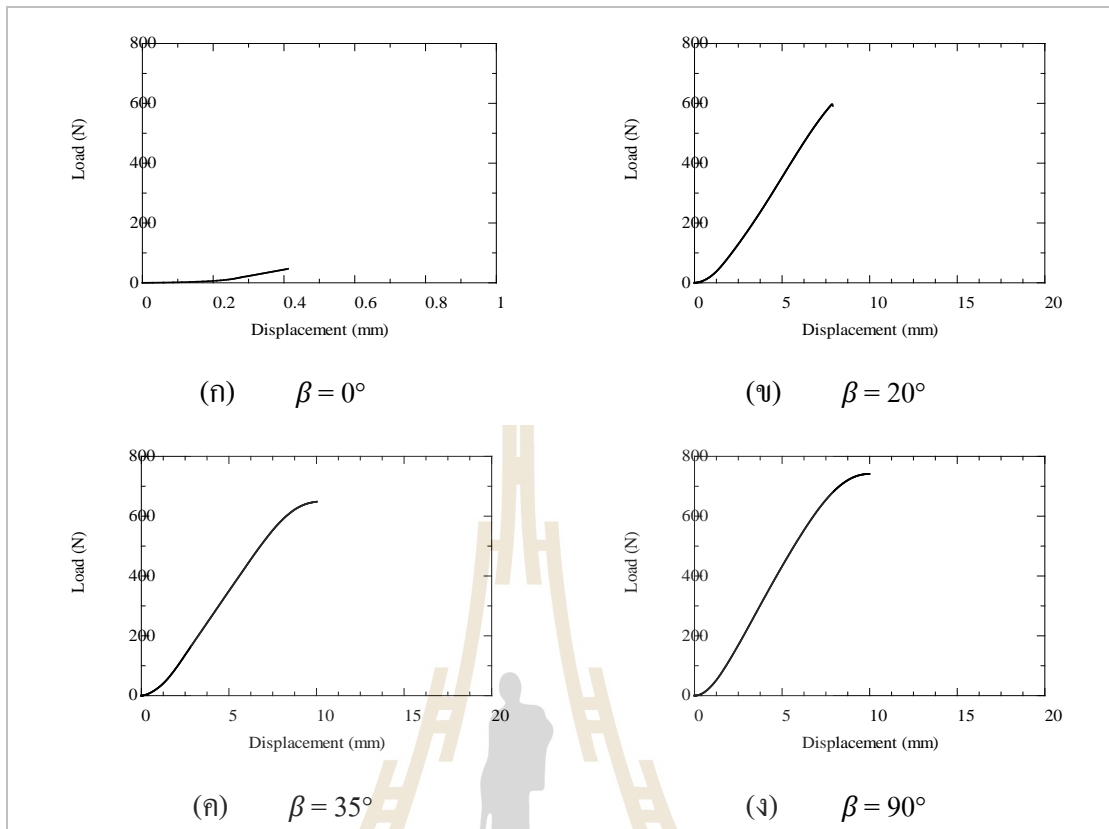 800
600
400
200
0
Load (N)
0 0.2 0.4 0.6 0.8 1
Displacement (mm)
(ก) β = 0°
800
600
400
200
0
Load (N)
0 5 10 15 20
Displacement (mm)
(ข) β = 20°
800
600
400
200
0
Load (N)
0 5 10 15 20
Displacement (mm)
(ค) β = 35°
800
600
400
200
0
Load (N)
0 5 10 15 20
Displacement (mm)
(ง) β = 90°